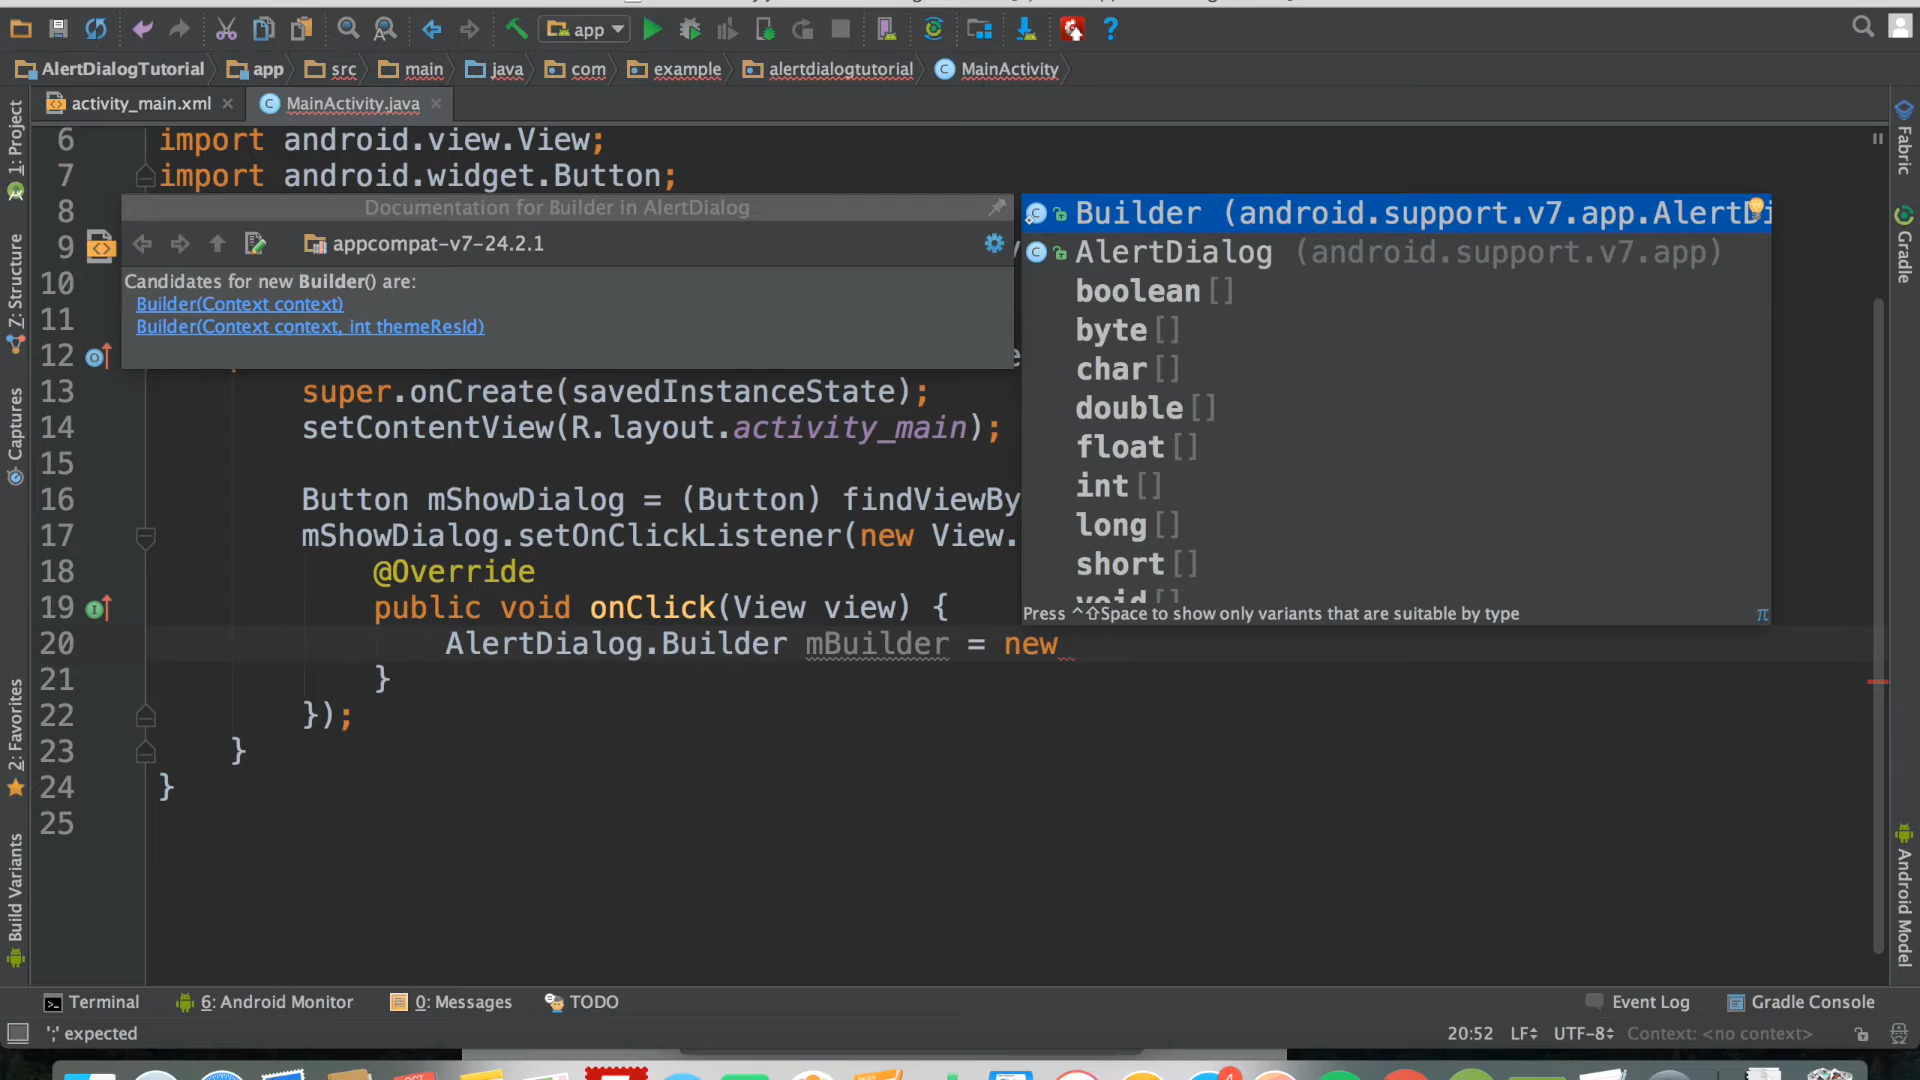 app
AlertDialogTutorial
app
src
main
java
com
example
alertdialogtutorial
MainActivity
activity_main.xml
MainActivity.java
1: Project
Z: Structure
Captures
2: Favorites
Build Variants
Fabric
Gradle
Android Model
6 import android.view.View;
7 import android.widget.Button;
8
9
10
11
12
13 super.onCreate(savedInstanceState);
14 setContentView(R.layout.activity_main);
15
16 Button mShowDialog = (Button) findViewBy
17 mShowDialog.setOnClickListener(new View.
18 @Override
19 public void onClick(View view) {
20 AlertDialog.Builder mBuilder = new
21 }
22 });
23 }
24 }
25
Documentation for Builder in AlertDialog
appcompat-v7-24.2.1
Candidates for new Builder() are:
Builder(Context context)
Builder(Context context, int themeResId)
Builder (android.support.v7.app.AlertDi
AlertDialog (android.support.v7.app)
boolean[]
byte[]
char[]
double[]
float[]
int[]
long[]
short[]
void[]
Press ^⇧Space to show only variants that are suitable by type
π
Terminal
6: Android Monitor
0: Messages
TODO
Event Log
Gradle Console
';' expected
20:52
LF
UTF-8
Context: <no context>